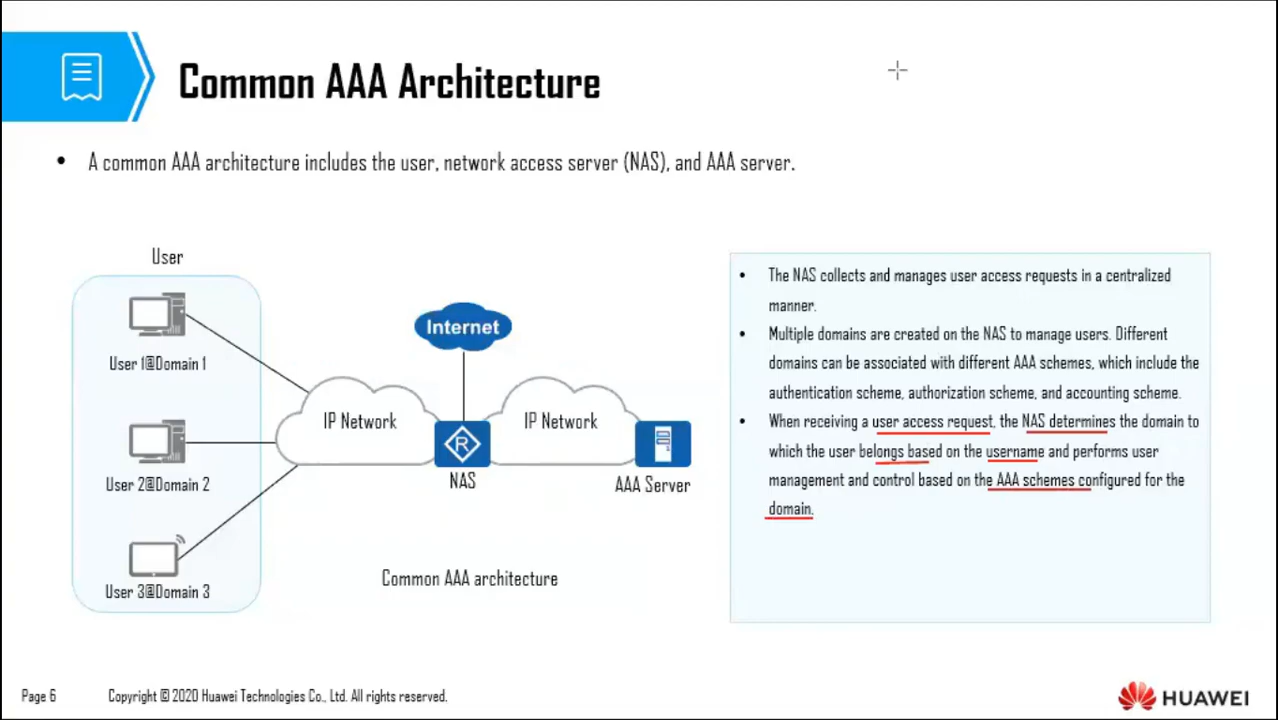 Common AAA Architecture
• A common AAA architecture includes the user, network access server (NAS), and AAA server.
User
User 1@Domain 1
User 2@Domain 2
User 3@Domain 3
IP Network
Internet
NAS
IP Network
AAA Server
Common AAA architecture
• The NAS collects and manages user access requests in a centralized
manner.
• Multiple domains are created on the NAS to manage users. Different
domains can be associated with different AAA schemes, which include the
authentication scheme, authorization scheme, and accounting scheme.
• When receiving a user access request, the NAS determines the domain to
which the user belongs based on the username and performs user
management and control based on the AAA schemes configured for the
domain.
Page 6
Copyright © 2020 Huawei Technologies Co., Ltd. All rights reserved.
HUAWEI